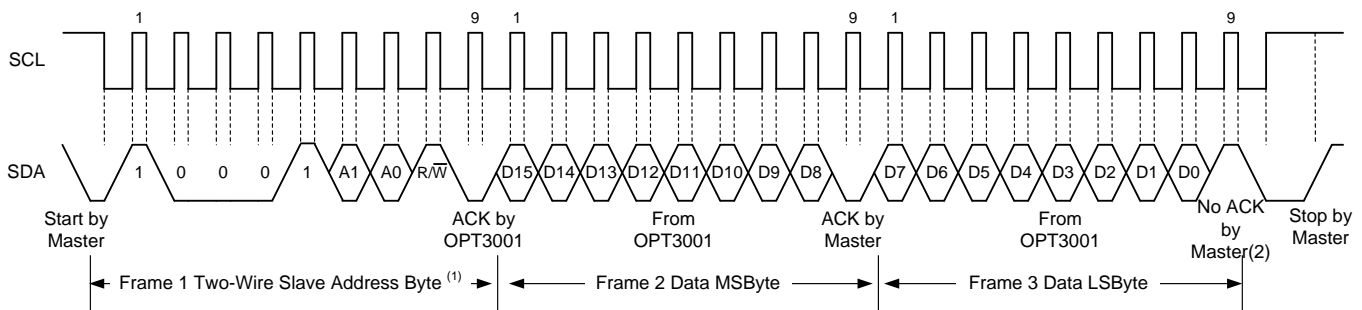 1 9 1 9 1 9
SCL
SDA
1 0 0 0 1 A1 A0 R/W̅ D15 D14 D13 D12 D11 D10 D9 D8 D7 D6 D5 D4 D3 D2 D1 D0
Start by
Master
ACK by
OPT3001
From
OPT3001
ACK by
Master
From
OPT3001
No ACK
by
Master(2)
Stop by
Master
Frame 1 Two-Wire Slave Address Byte (1)
Frame 2 Data MSByte
Frame 3 Data LSByte